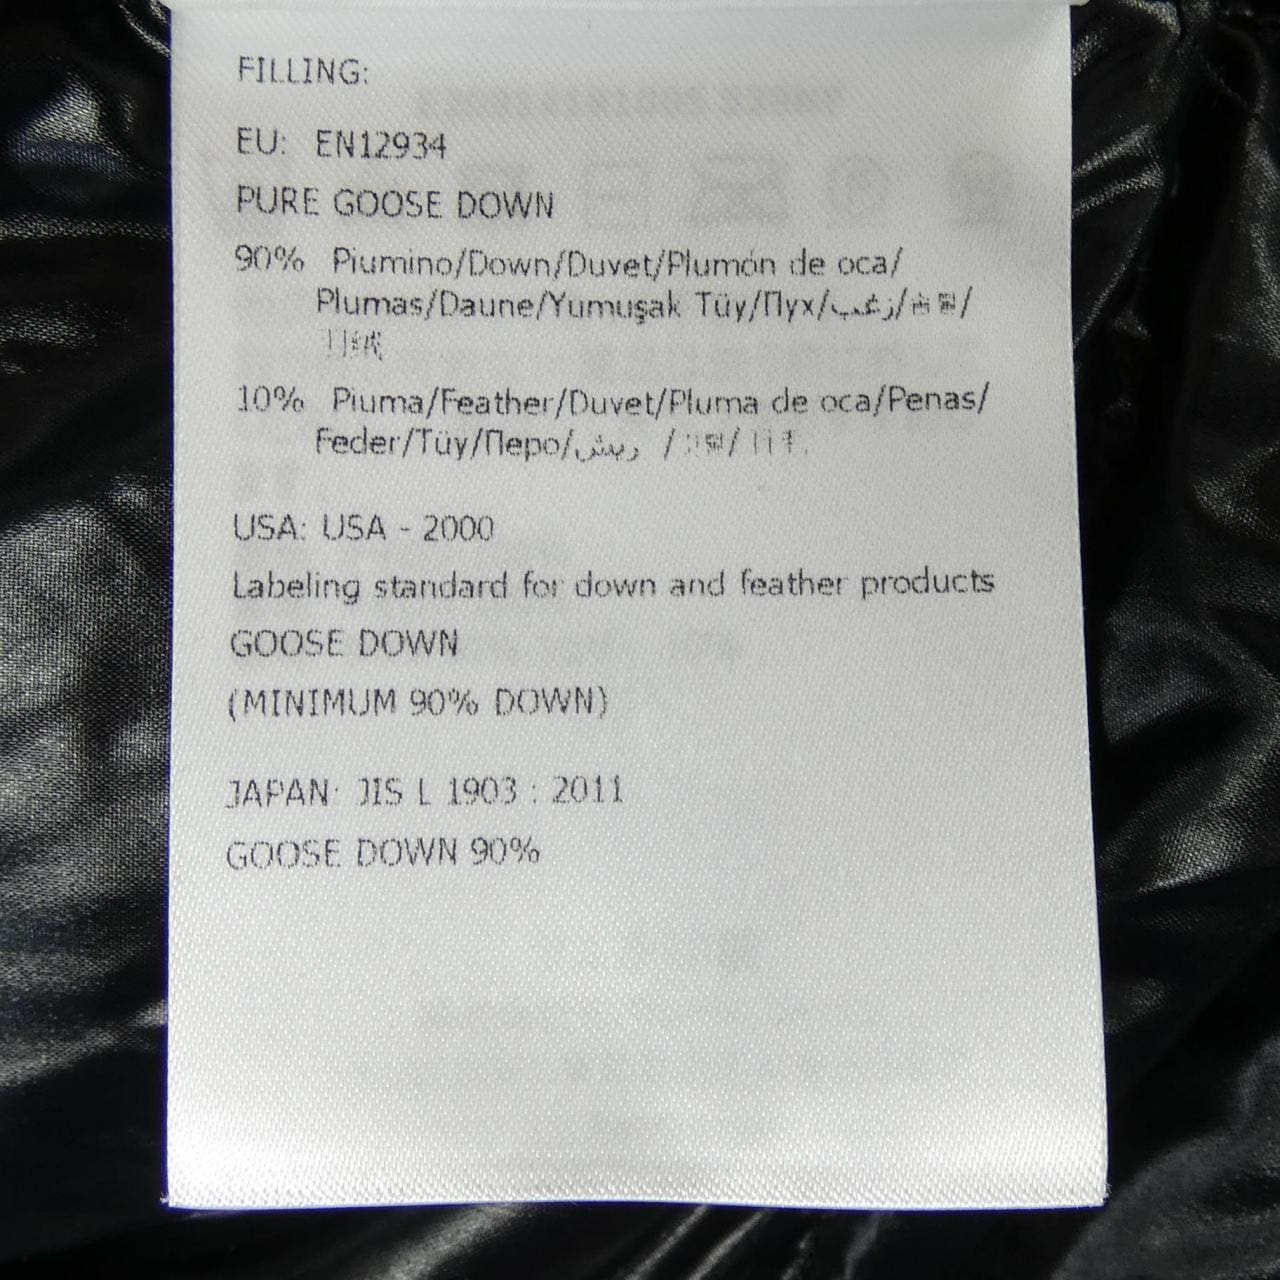 FILLING:
EU: EN12934
PURE GOOSE DOWN
90% Piumino/Down/Duvet/Plumón de oca/
Plumas/Daune/Yumuşak Tüy/Пух/زغب/
10% Piuma/Feather/Duvet/Pluma de oca/Penas/
Feder/Tüy/Перо/ريش /
USA: USA - 2000
Labeling standard for down and feather products
GOOSE DOWN
(MINIMUM 90% DOWN)
JAPAN: JIS L 1903 : 2011
GOOSE DOWN 90%